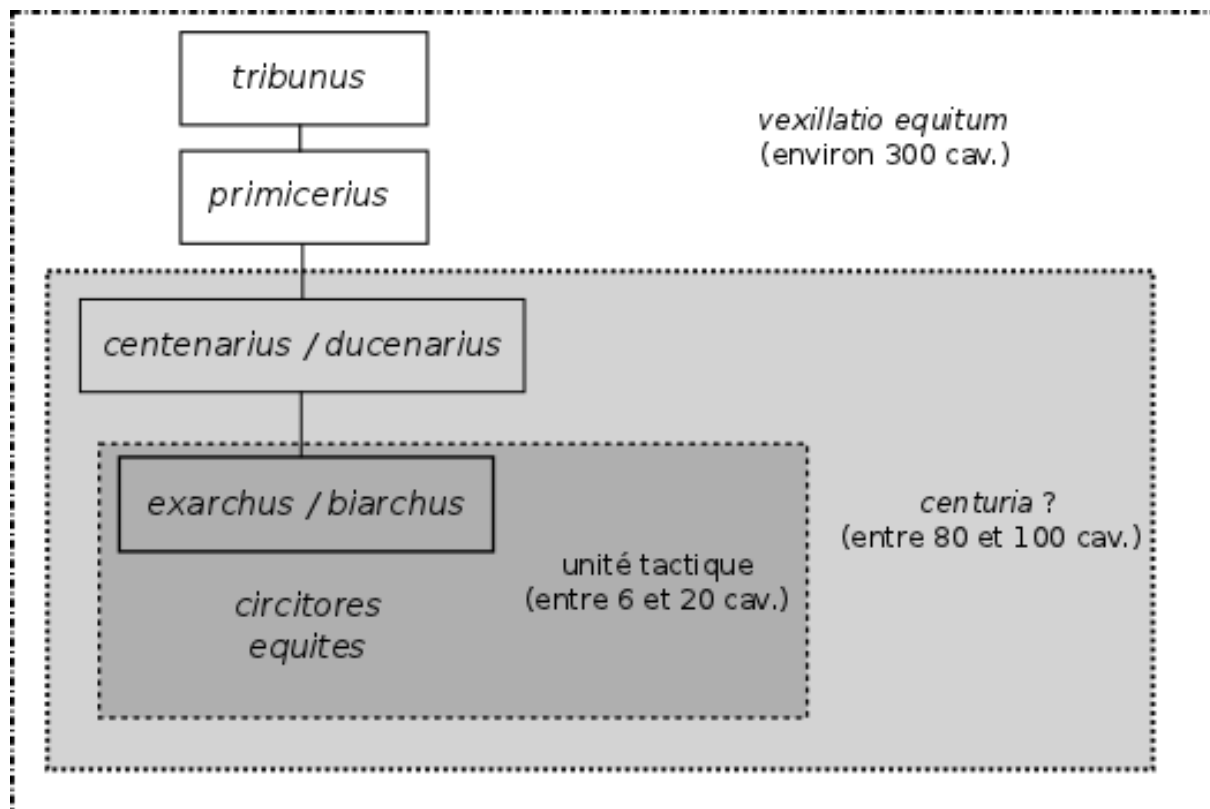 tribunus
vexillatio equitum
(environ 300 cav.)
primicerius
centenarius / ducenarius
exarchus / biarchus
centuria ?
(entre 80 et 100 cav.)
unité tactique
(entre 6 et 20 cav.)
circitores
equites